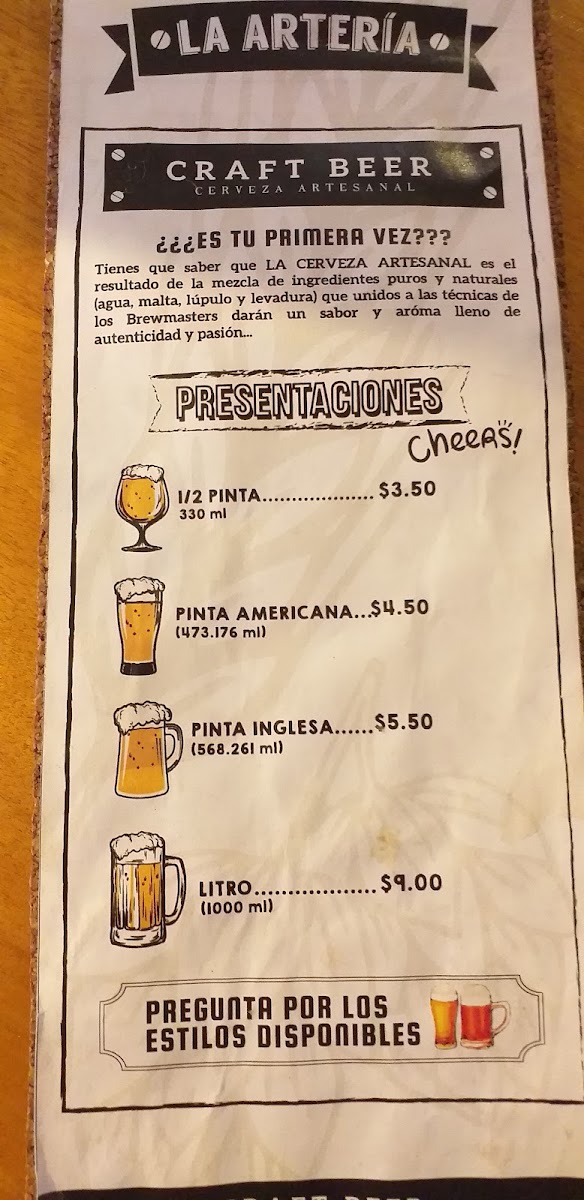 LA ARTERÍA
CRAFT BEER
CERVEZA ARTESANAL
¿¿¿ES TU PRIMERA VEZ???
Tienes que saber que LA CERVEZA ARTESANAL es el
resultado de la mezcla de ingredientes puros y naturales
(agua, malta, lúpulo y levadura) que unidos a las técnicas de
los Brewmasters darán un sabor y aróma lleno de
autenticidad y pasión...
PRESENTACIONES
Cheers!
1/2 PINTA................... $3.50
330 ml
PINTA AMERICANA...$4.50
(473.176 ml)
PINTA INGLESA......$5.50
(568.261 ml)
LITRO.................. $9.00
(1000 ml)
PREGUNTA POR LOS
ESTILOS DISPONIBLES